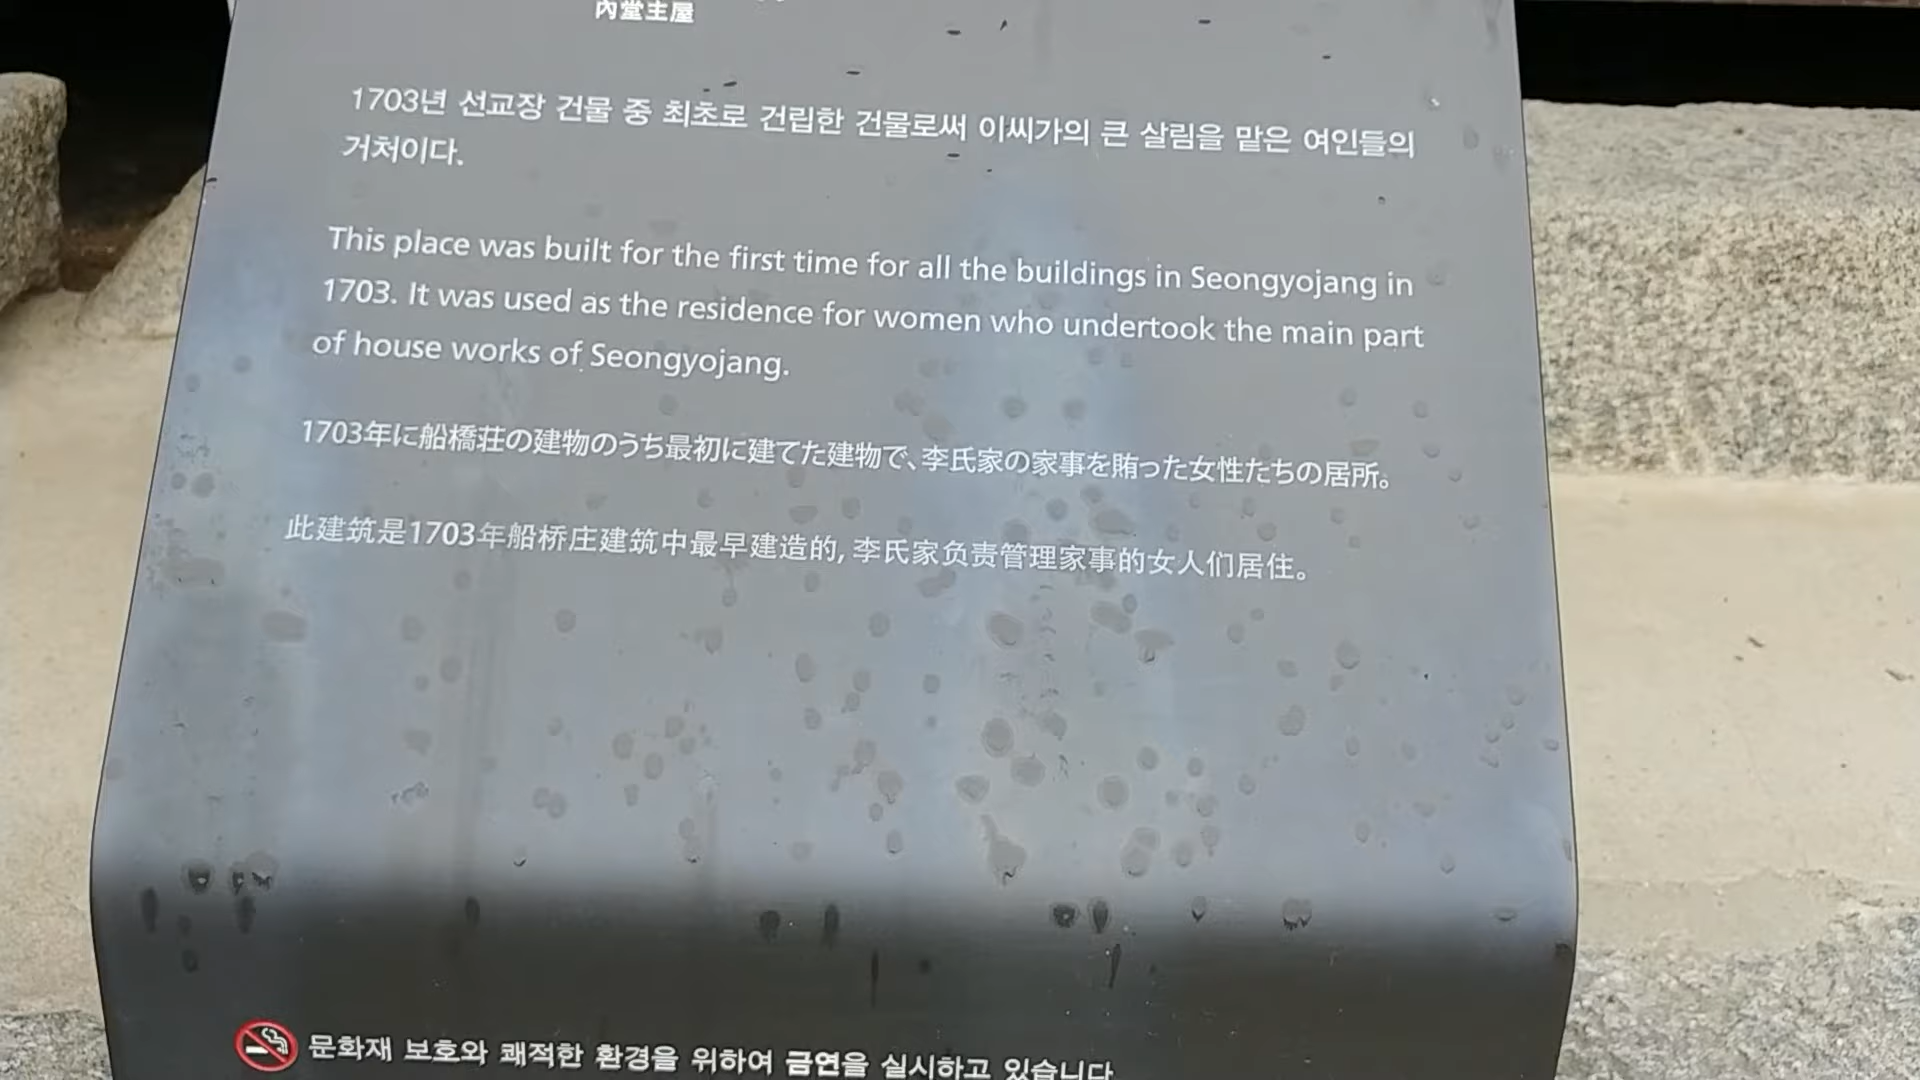 內堂主屋
1703년 선교장 건물 중 최초로 건립한 건물로써 이씨가의 큰 살림을 맡은 여인들의
거처이다.
This place was built for the first time for all the buildings in Seongyojang in
1703. It was used as the residence for women who undertook the main part
of house works of Seongyojang.
1703年に船橋荘の建物のうち最初に建てた建物で、李氏家の家事を賄った女性たちの居所。
此建筑是1703年船桥庄建筑中最早建造的, 李氏家负责管理家事的女人们居住。
문화재 보호와 쾌적한 환경을 위하여 금연을 실시하고 있습니다